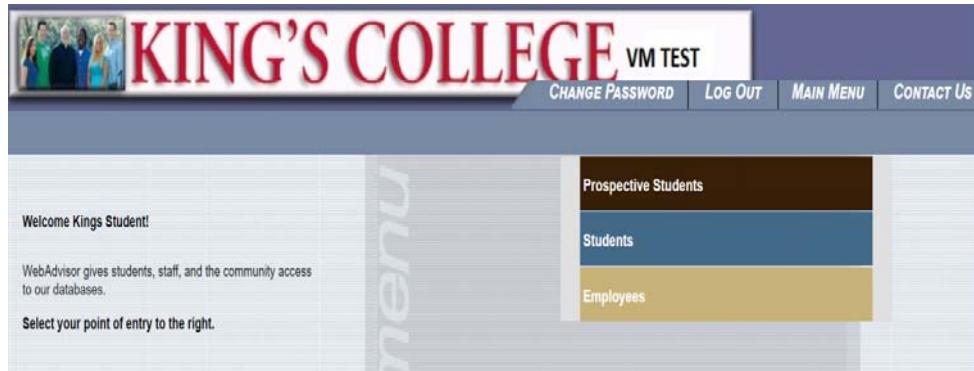 KING'S COLLEGE VM TEST
CHANGE PASSWORD LOG OUT MAIN MENU CONTACT US
menu
Prospective Students
Welcome Kings Student!
Students
WebAdvisor gives students, staff, and the community access
to our databases.
Employees
Select your point of entry to the right.